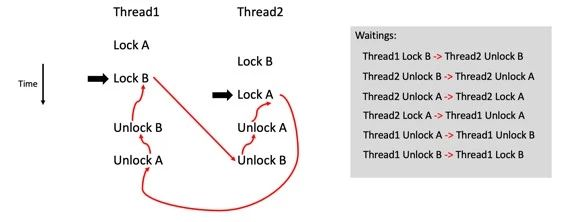 Thread1
Thread2
Lock A
Lock B
Time
Lock B
Lock A
Unlock B
Unlock A
Unlock A
Unlock B
Waitings:
Thread1 Lock B -> Thread2 Unlock B
Thread2 Unlock B -> Thread2 Unlock A
Thread2 Unlock A -> Thread2 Lock A
Thread2 Lock A -> Thread1 Unlock A
Thread1 Unlock A -> Thread1 Unlock B
Thread1 Unlock B -> Thread1 Lock B